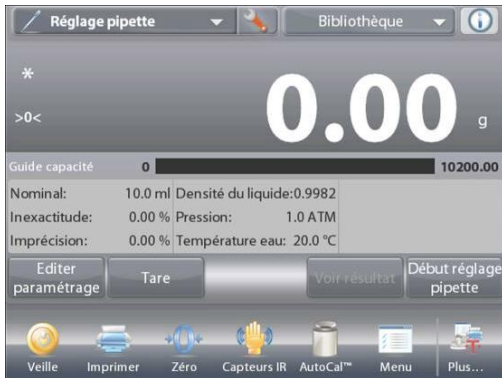 Réglage pipette Bibliothèque
*
>0< 0.00 g
Guide capacité 0 10200.00
Nominal: 10.0 ml Densité du liquide:0.9982
Inexactitude: 0.00 % Pression: 1.0 ATM
Imprécision: 0.00 % Température eau: 20.0 °C
Editer paramétrage Tare Voir résultat Début réglage pipette
Veille Imprimer Zéro Capteurs IR AutoCal™ Menu Plus...